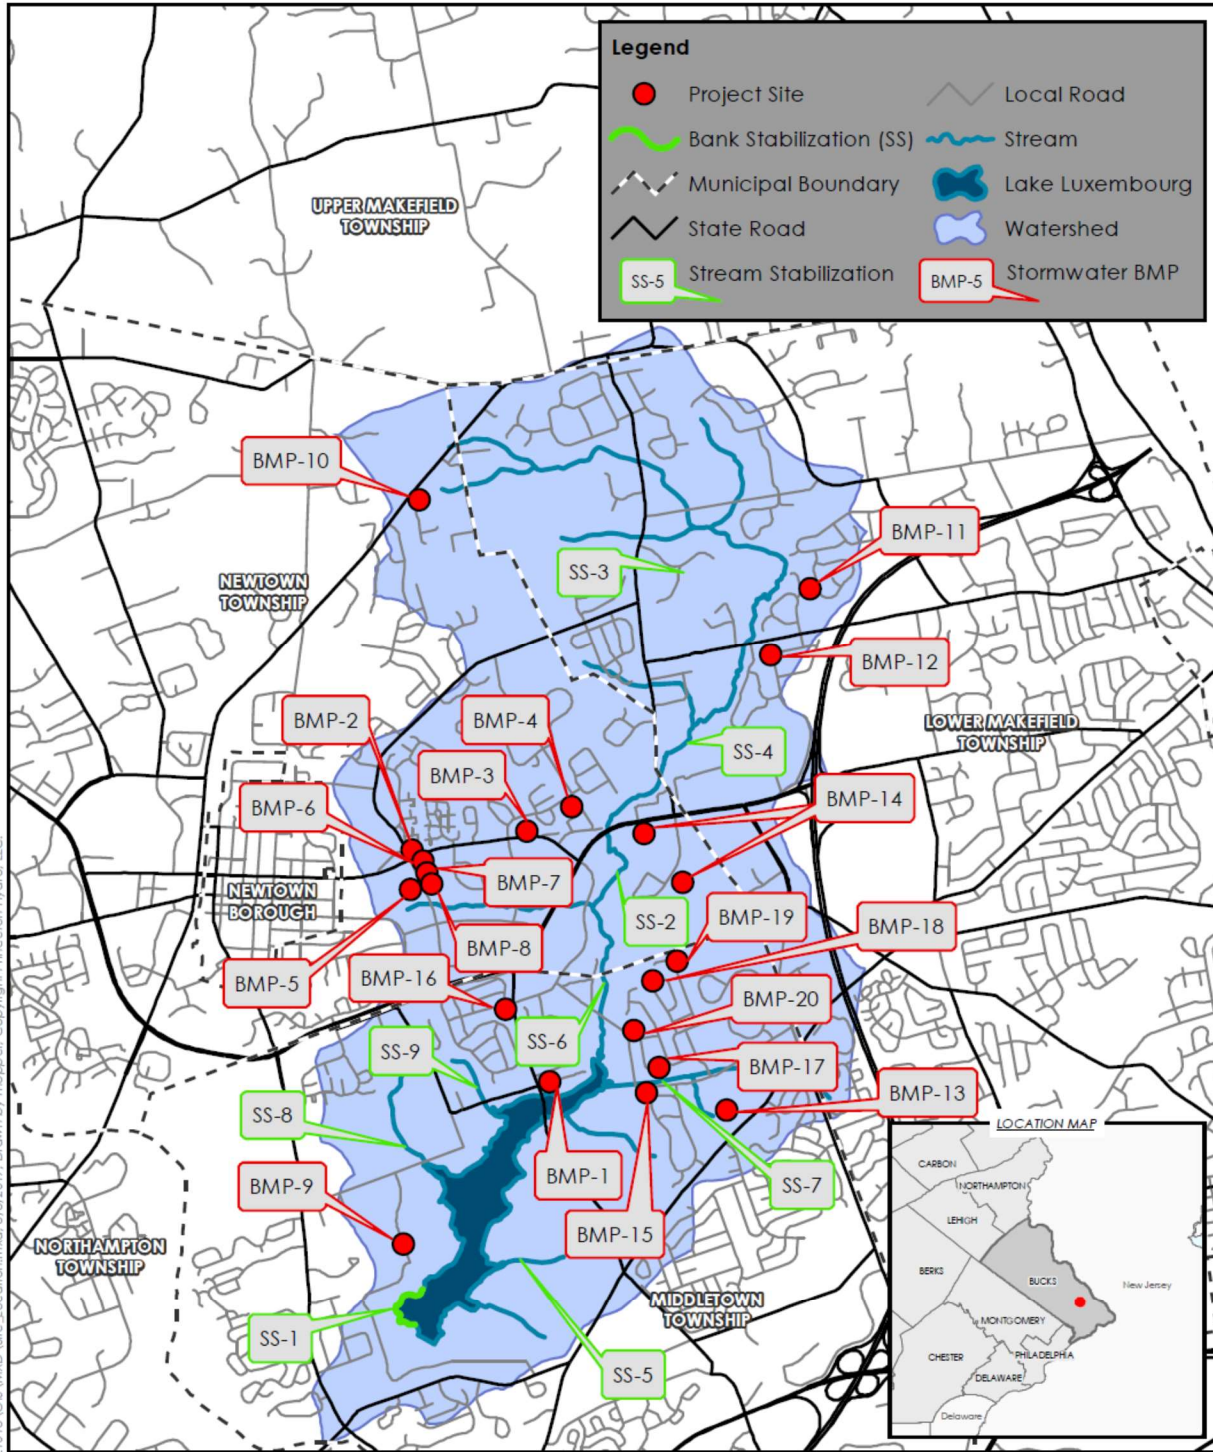 Legend
Project Site
Local Road
Bank Stabilization (SS)
Stream
Municipal Boundary
Lake Luxembourg
State Road
Watershed
SS-5
Stream Stabilization
BMP-5
Stormwater BMP
UPPER MAKEFIELD
TOWNSHIP
BMP-10
BMP-11
SS-3
NEWTOWN
TOWNSHIP
BMP-12
BMP-2
BMP-4
LOWER MAKEFIELD
TOWNSHIP
SS-4
BMP-3
BMP-6
BMP-14
BMP-7
NEWTOWN
BOROUGH
SS-2
BMP-19
BMP-18
BMP-8
BMP-16
BMP-5
BMP-20
SS-6
SS-9
BMP-17
BMP-13
SS-8
BMP-1
SS-7
BMP-9
BMP-15
NORTHAMPTON
TOWNSHIP
MIDDLETOWN
TOWNSHIP
SS-1
SS-5
LOCATION MAP
CARBON
NORTHAMPTON
LEHIGH
BERKS
BUCKS
New Jersey
MONTGOMERY
CHESTER
PHILADELPHIA
DELAWARE
Delaware